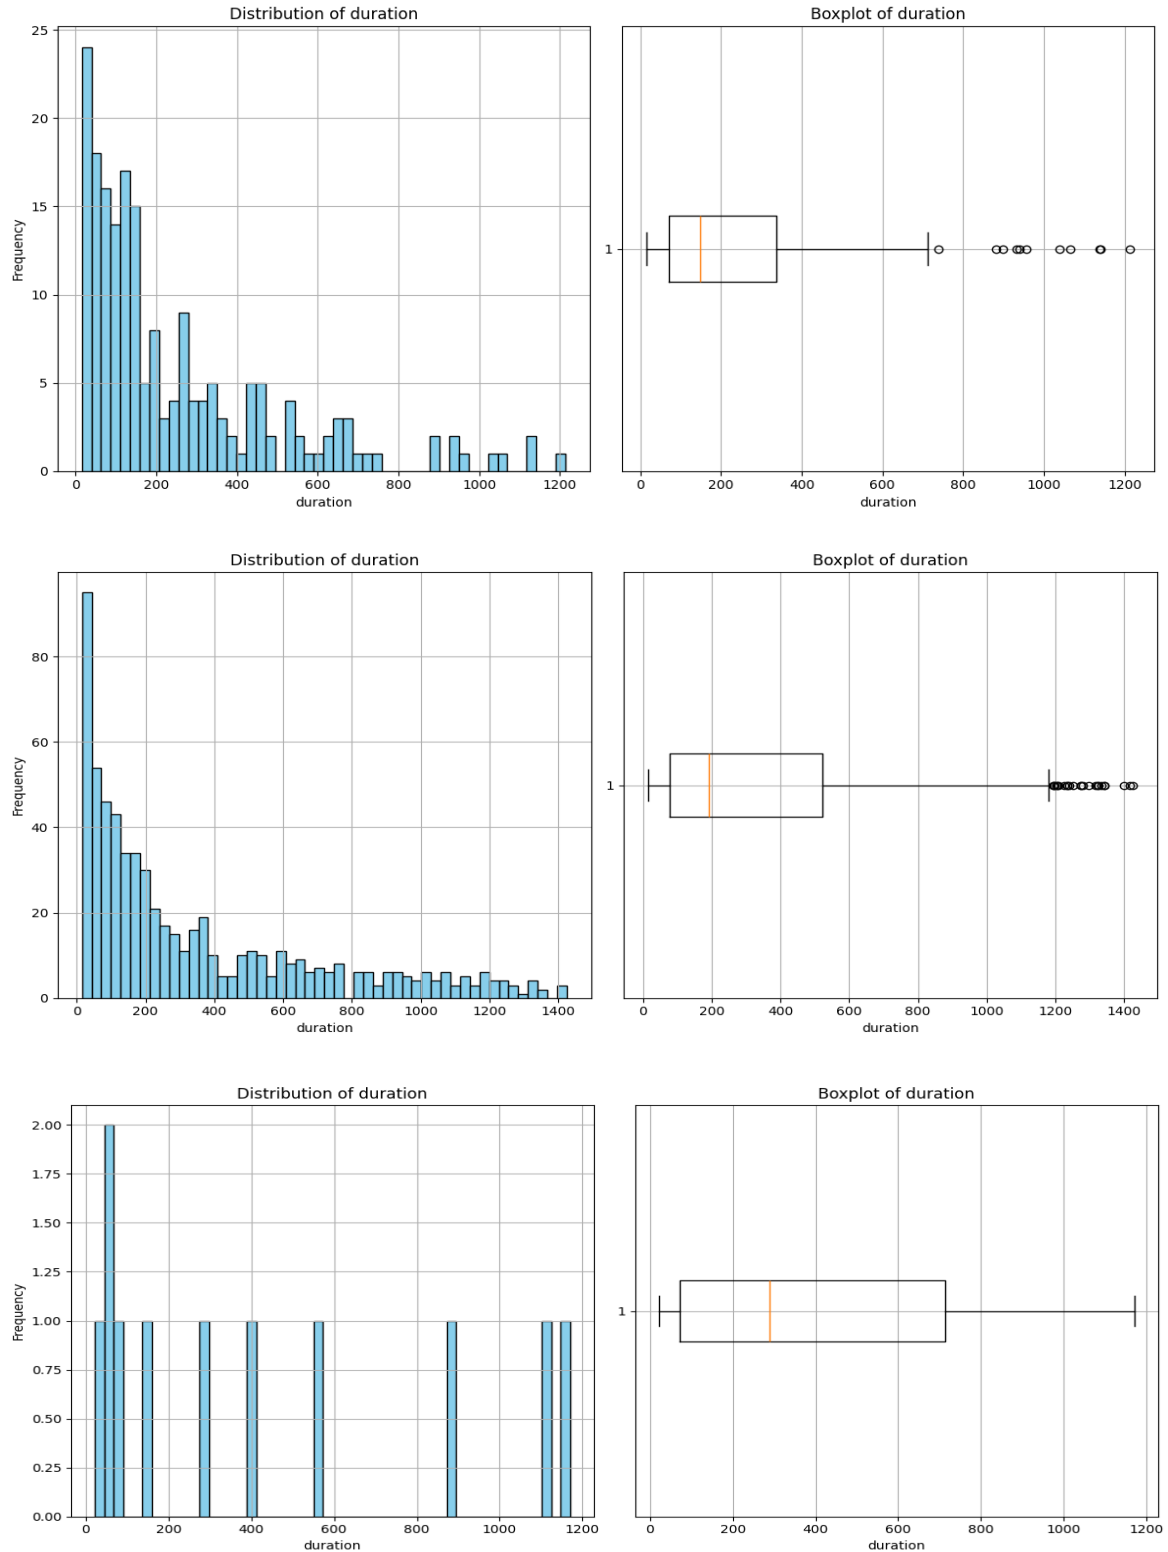 Distribution of duration
Boxplot of duration
25
20
15
10
5
0
Frequency
0 200 400 600 800 1000 1200
duration
1
0 200 400 600 800 1000 1200
duration
Distribution of duration
Boxplot of duration
80
60
40
20
0
Frequency
0 200 400 600 800 1000 1200 1400
duration
1
0 200 400 600 800 1000 1200 1400
duration
Distribution of duration
Boxplot of duration
2.00
1.75
1.50
1.25
1.00
0.75
0.50
0.25
0.00
Frequency
0 200 400 600 800 1000 1200
duration
1
0 200 400 600 800 1000 1200
duration